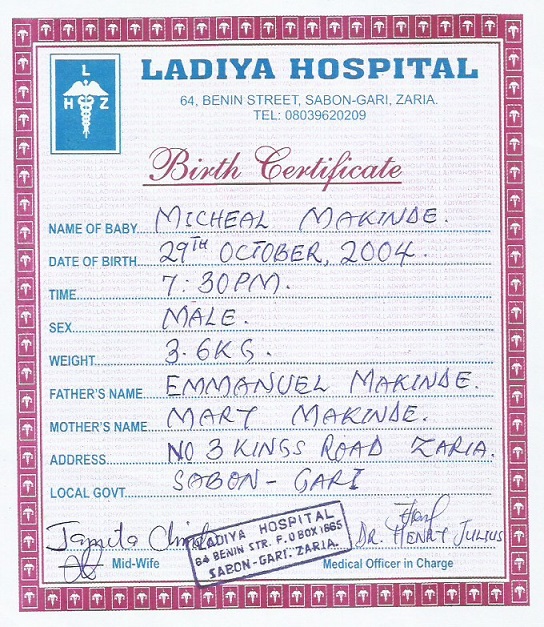 L
H Z
LADIYA HOSPITAL
64, BENIN STREET, SABON-GARI, ZARIA.
TEL: 08039620209
Birth Certificate
NAME OF BABY MICHEAL MAKINDE.
DATE OF BIRTH 29TH OCTOBER, 2004.
TIME 7:30PM.
SEX MALE.
WEIGHT 3.6KG.
FATHER'S NAME EMMANUEL MAKINDE.
MOTHER'S NAME MARY MAKINDE.
ADDRESS NO 3 KINGS ROAD ZARIA.
LOCAL GOVT SABON-GARI
LADIYA HOSPITAL
64 BENIN STR. P.O BOX 1865
SABON-GARI. ZARIA.
DR. HENRY JULIUS
Mid-Wife
Medical Officer in Charge